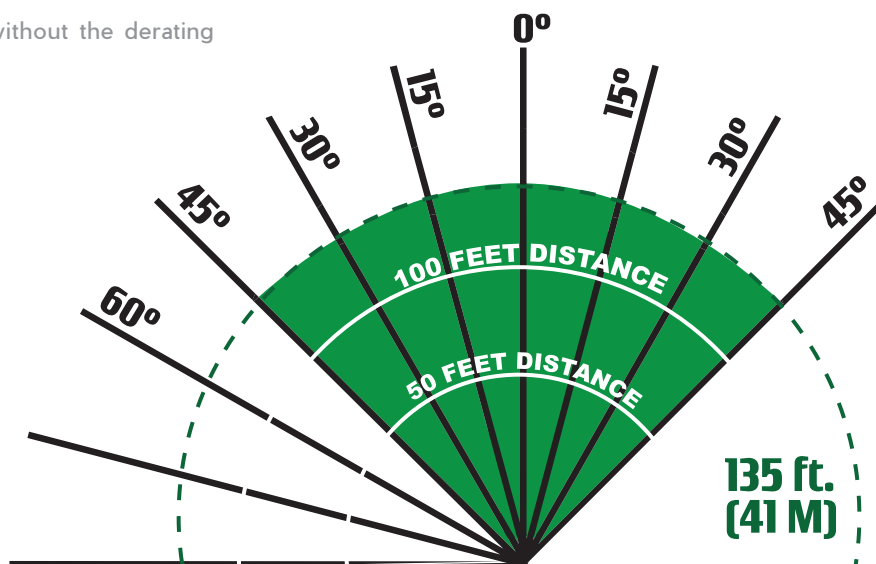 without the derating
0º
15º
15º
30º
30º
45º
45º
60º
100 FEET DISTANCE
50 FEET DISTANCE
135 ft.
(41 M)